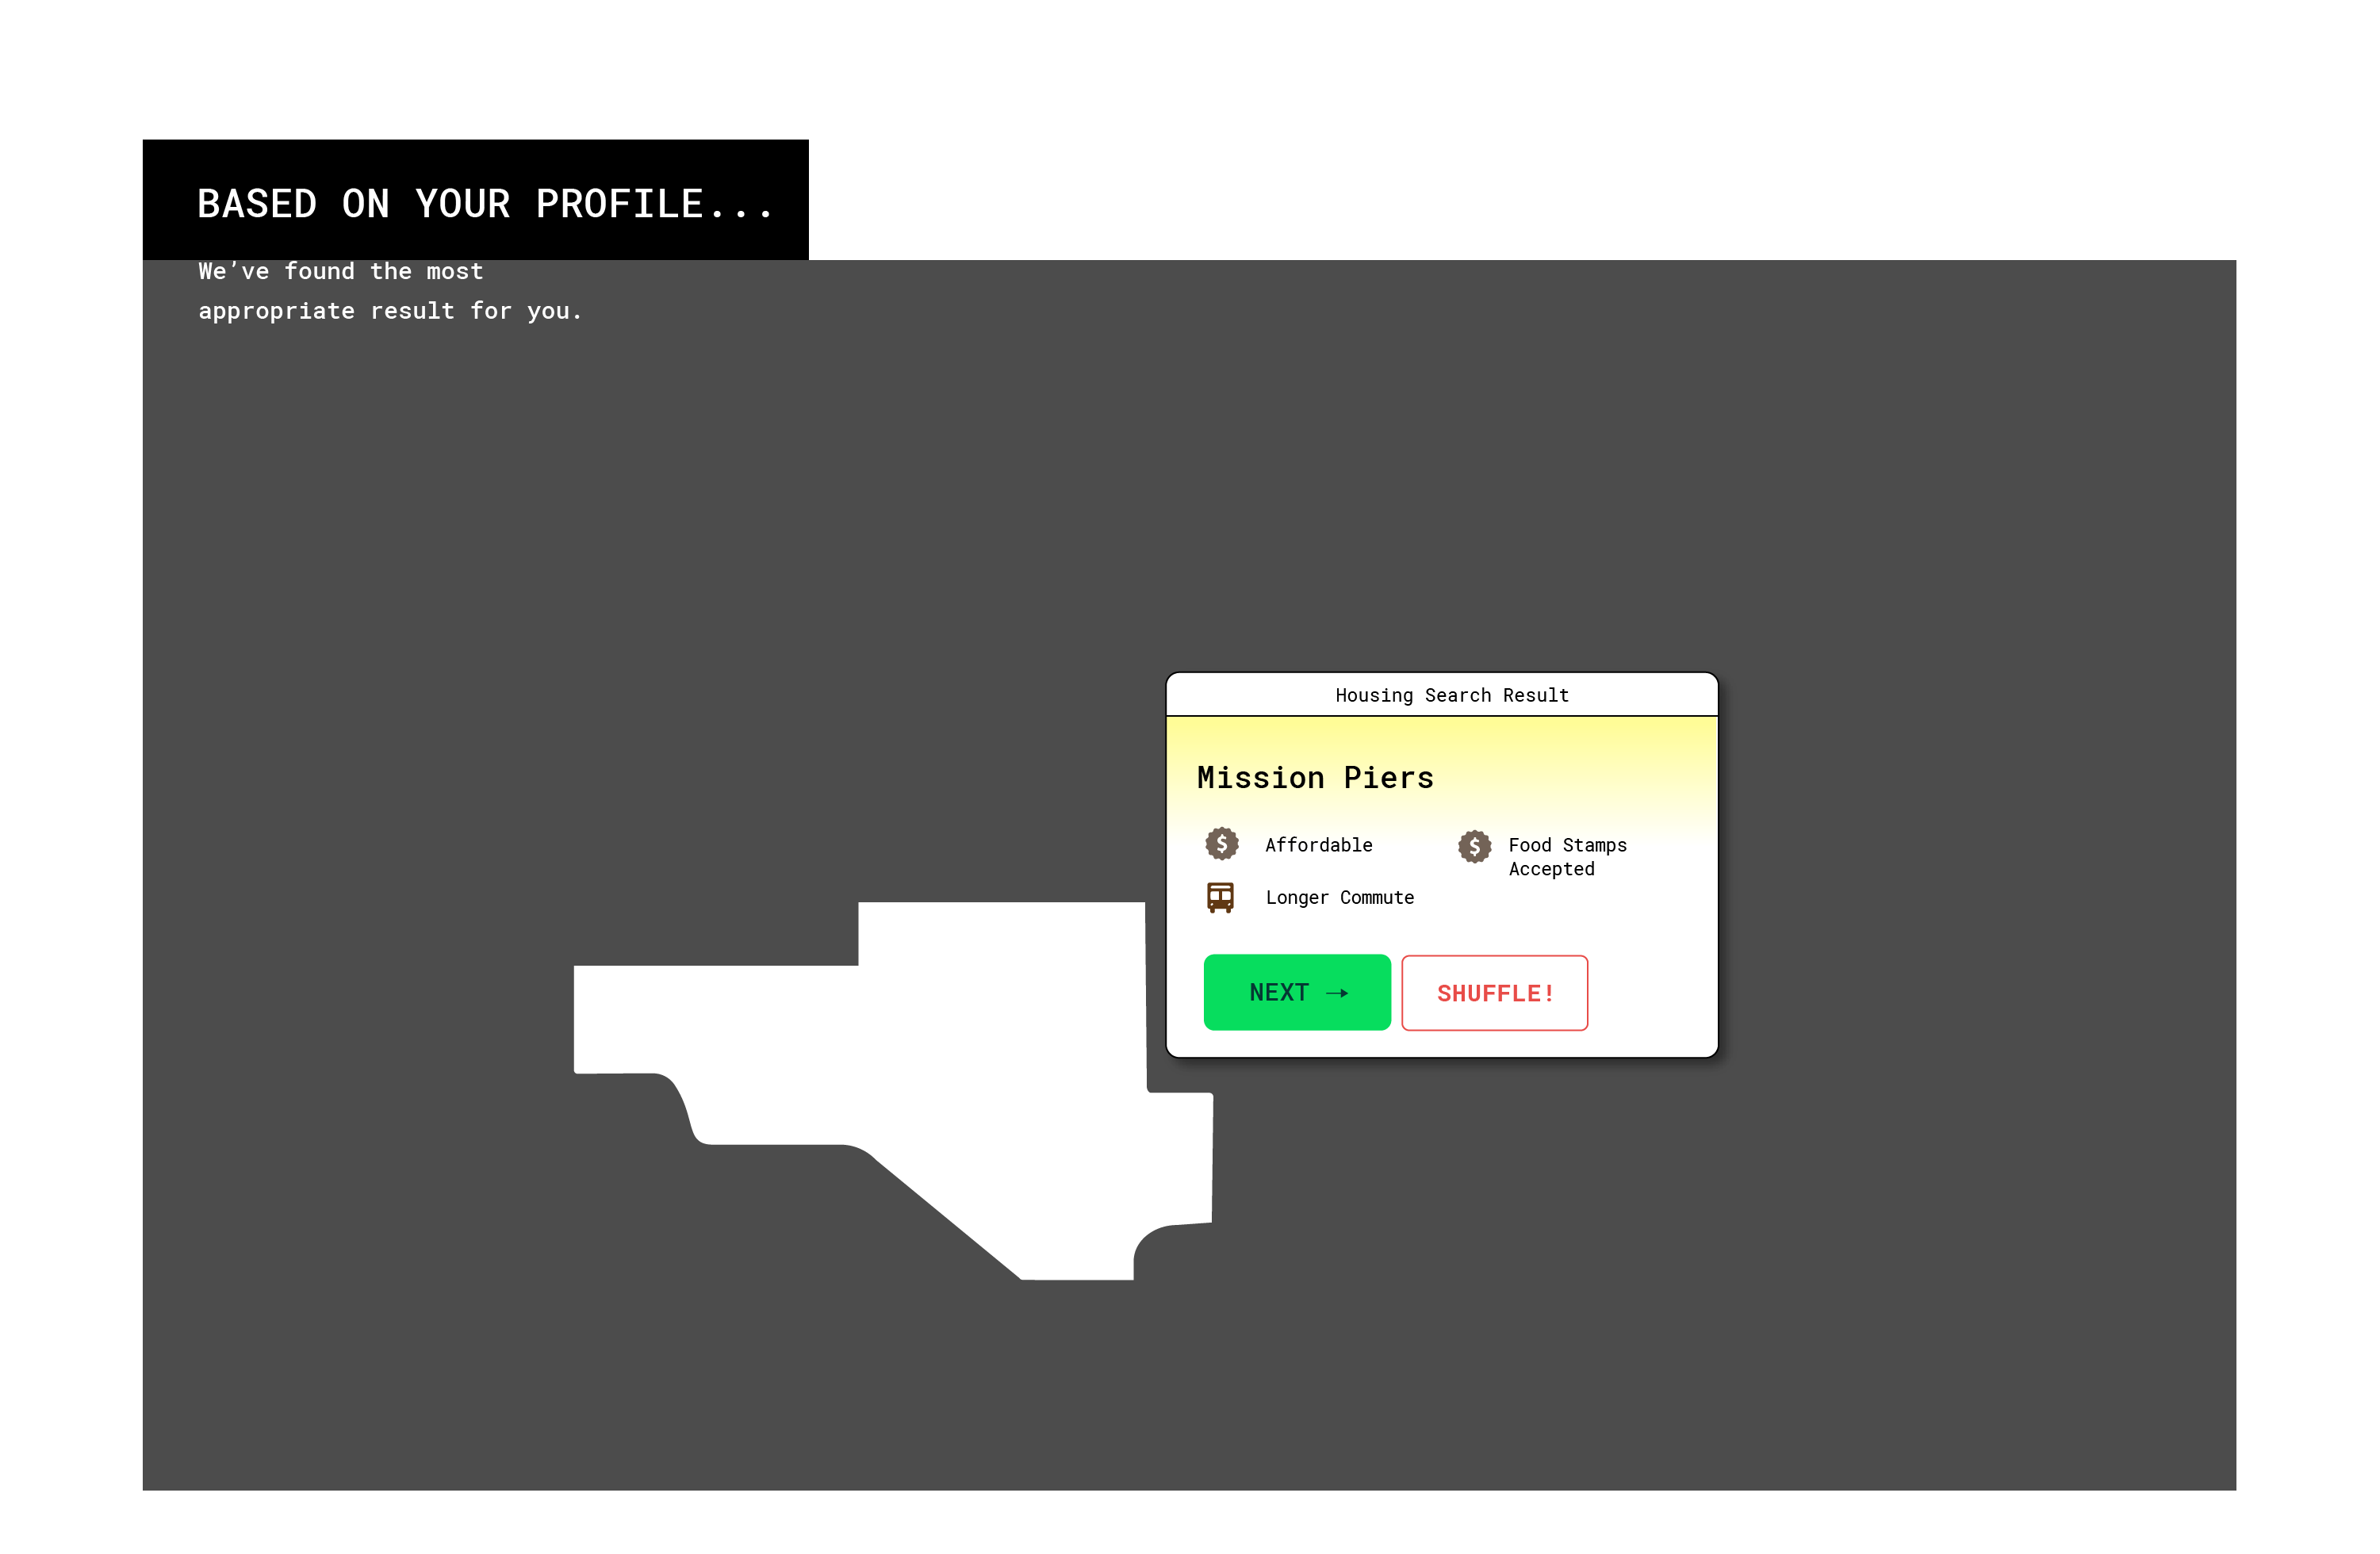 BASED ON YOUR PROFILE...
We’ve found the most
appropriate result for you.
Housing Search Result
Mission Piers
Affordable
Food Stamps
Accepted
Longer Commute
NEXT →
SHUFFLE!